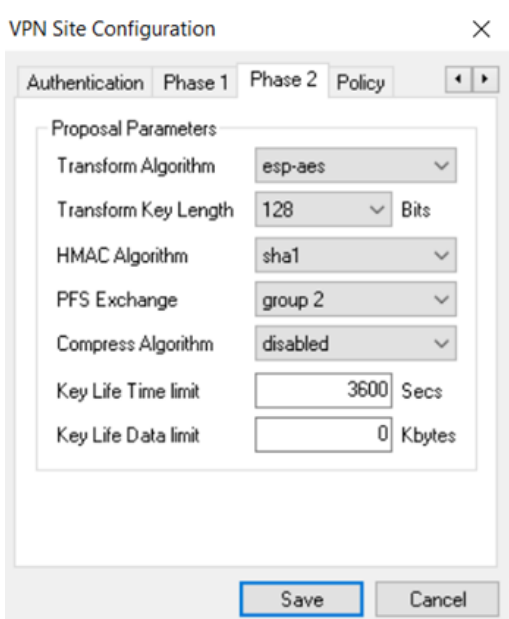 VPN Site Configuration
Authentication Phase 1 Phase 2 Policy
Proposal Parameters
Transform Algorithm esp-aes
Transform Key Length 128 Bits
HMAC Algorithm sha1
PFS Exchange group 2
Compress Algorithm disabled
Key Life Time limit 3600 Secs
Key Life Data limit 0 Kbytes
Save Cancel